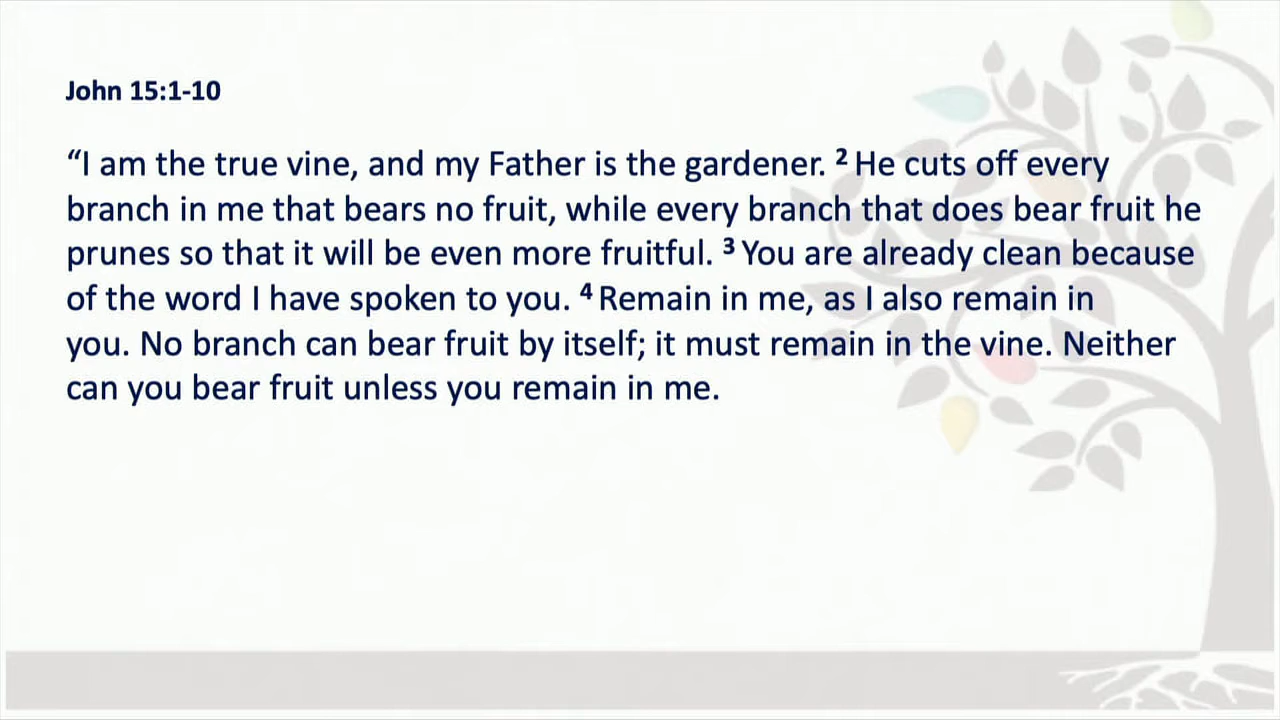 John 15:1-10
“I am the true vine, and my Father is the gardener. ² He cuts off every
branch in me that bears no fruit, while every branch that does bear fruit he
prunes so that it will be even more fruitful. ³ You are already clean because
of the word I have spoken to you. ⁴ Remain in me, as I also remain in
you. No branch can bear fruit by itself; it must remain in the vine. Neither
can you bear fruit unless you remain in me.